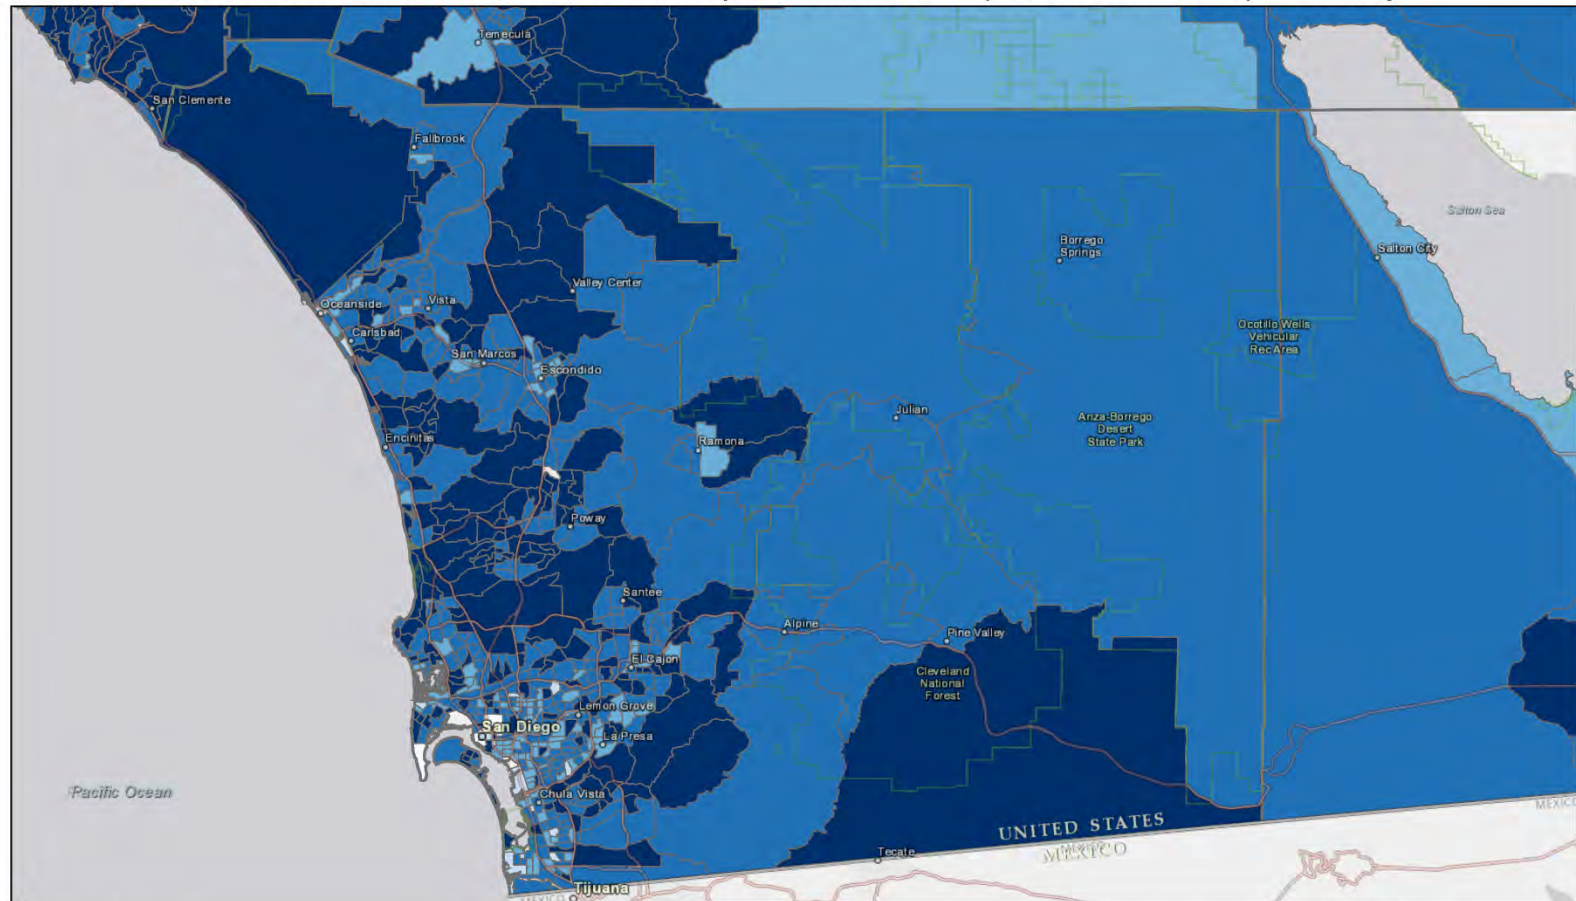 Temecula
San Clemente
Fallbrook
Salton Sea
Borrego
Springs
Salton City
Valley Center
Oceanside
Vista
Ocotillo Wells
Vehicular
Rec Area
Carlsbad
San Marcos
Escondido
Julian
Anza-Borrego
Desert
State Park
Encinitas
Ramona
Poway
Santee
Alpine
Pine Valley
El Cajon
Cleveland
National
Forest
Lemon Grove
San Diego
La Presa
Pacific Ocean
Chula Vista
MEXICO
UNITED STATES
MEXICO
Tecate
Tijuana
MEXICO